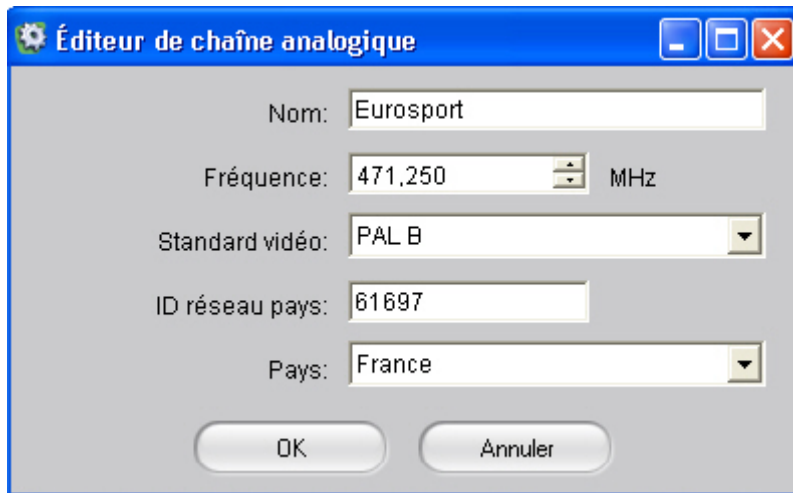 Éditeur de chaîne analogique
Nom: Eurosport
Fréquence: 471,250 MHz
Standard vidéo: PAL B
ID réseau pays: 61697
Pays: France
OK Annuler